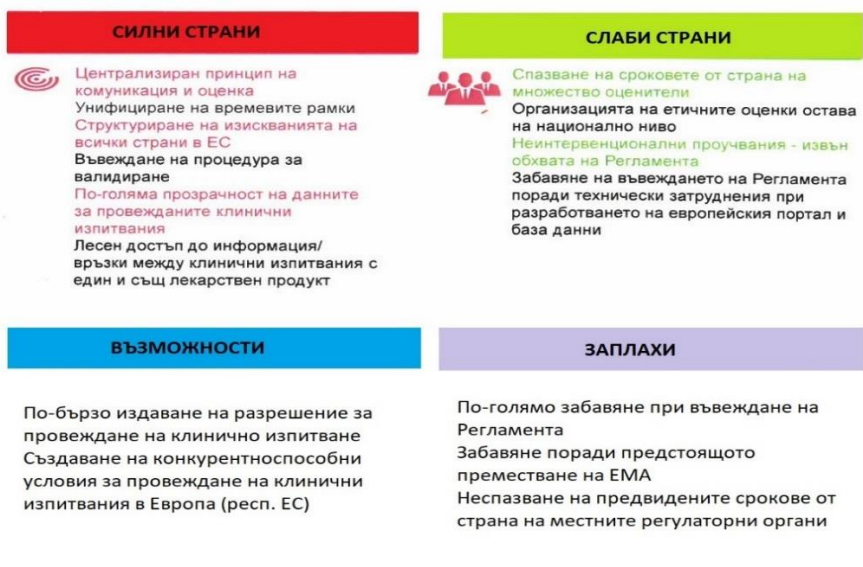 СИЛНИ СТРАНИ
Централизиран принцип на
комуникация и оценка
Унифициране на времевите рамки
Структуриране на изискванията на
всички страни в ЕС
Въвеждане на процедура за
валидиране
По-голяма прозрачност на данните
за провежданите клинични
изпитвания
Лесен достъп до информация/
връзки между клинични изпитвания с
един и същ лекарствен продукт
СЛАБИ СТРАНИ
Спазване на сроковете от страна на
множество оценители
Организацията на етичните оценки остава
на национално ниво
Неинтервенционални проучвания - извън
обхвата на Регламента
Забавяне на въвеждането на Регламента
поради технически затруднения при
разработването на европейския портал и
база данни
ВЪЗМОЖНОСТИ
По-бързо издаване на разрешение за
провеждане на клинично изпитване
Създаване на конкурентноспособни
условия за провеждане на клинични
изпитвания в Европа (респ. ЕС)
ЗАПЛАХИ
По-голямо забавяне при въвеждане на
Регламента
Забавяне поради предстоящото
преместване на ЕМА
Неспазване на предвидените срокове от
страна на местните регулаторни органи